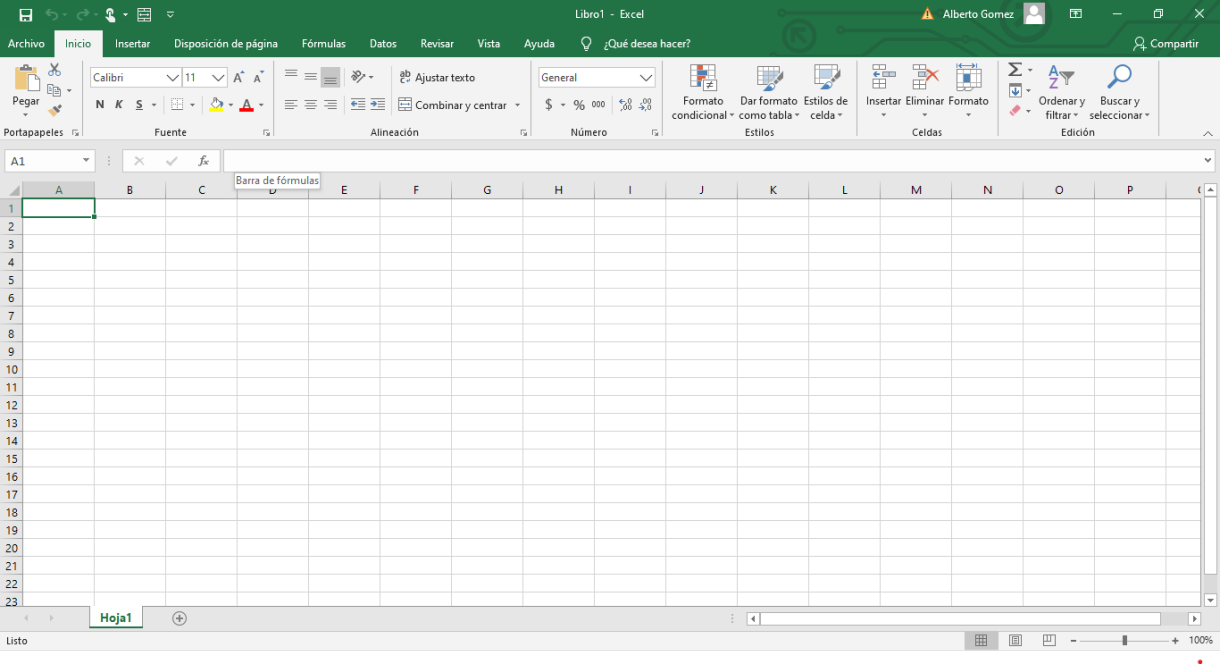 Libro1 - Excel
Alberto Gomez
Archivo Inicio Insertar Disposición de página Fórmulas Datos Revisar Vista Ayuda ¿Qué desea hacer? Compartir
Pegar
Portapapeles
Calibri 11
N K S
Fuente
Ajustar texto
Combinar y centrar
Alineación
General
$ % 000
Número
Formato condicional
Dar formato como tabla
Estilos de celda
Estilos
Insertar Eliminar Formato
Celdas
Ordenar y filtrar
Buscar y seleccionar
Edición
A1
fx
Barra de fórmulas
A B C D E F G H I J K L M N O P
1
2
3
4
5
6
7
8
9
10
11
12
13
14
15
16
17
18
19
20
21
22
23
Hoja1
Listo
100%